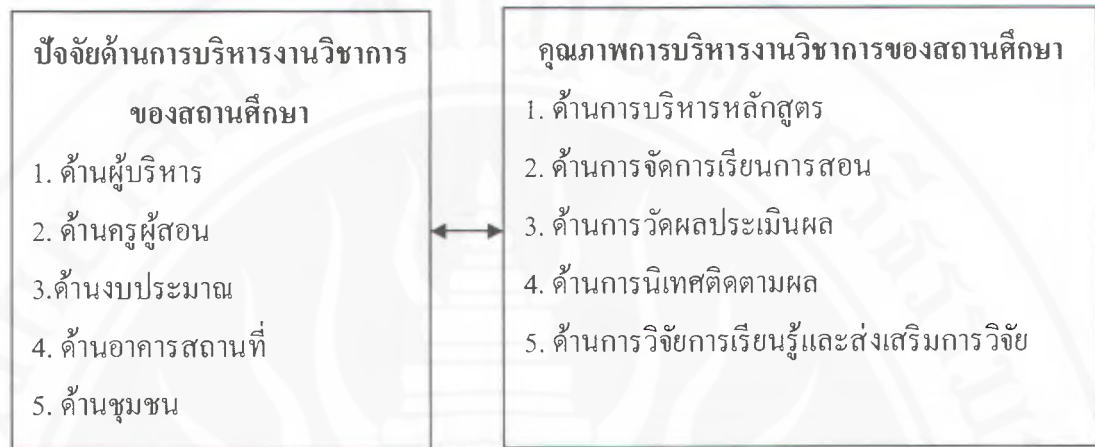 ปัจจัยด้านการบริหารงานวิชาการ
ของสถานศึกษา
1. ด้านผู้บริหาร
2. ด้านครูผู้สอน
3.ด้านงบประมาณ
4. ด้านอาคารสถานที่
5. ด้านชุมชน
คุณภาพการบริหารงานวิชาการของสถานศึกษา
1. ด้านการบริหารหลักสูตร
2. ด้านการจัดการเรียนการสอน
3. ด้านการวัดผลประเมินผล
4. ด้านการนิเทศติดตามผล
5. ด้านการวิจัยการเรียนรู้และส่งเสริมการวิจัย